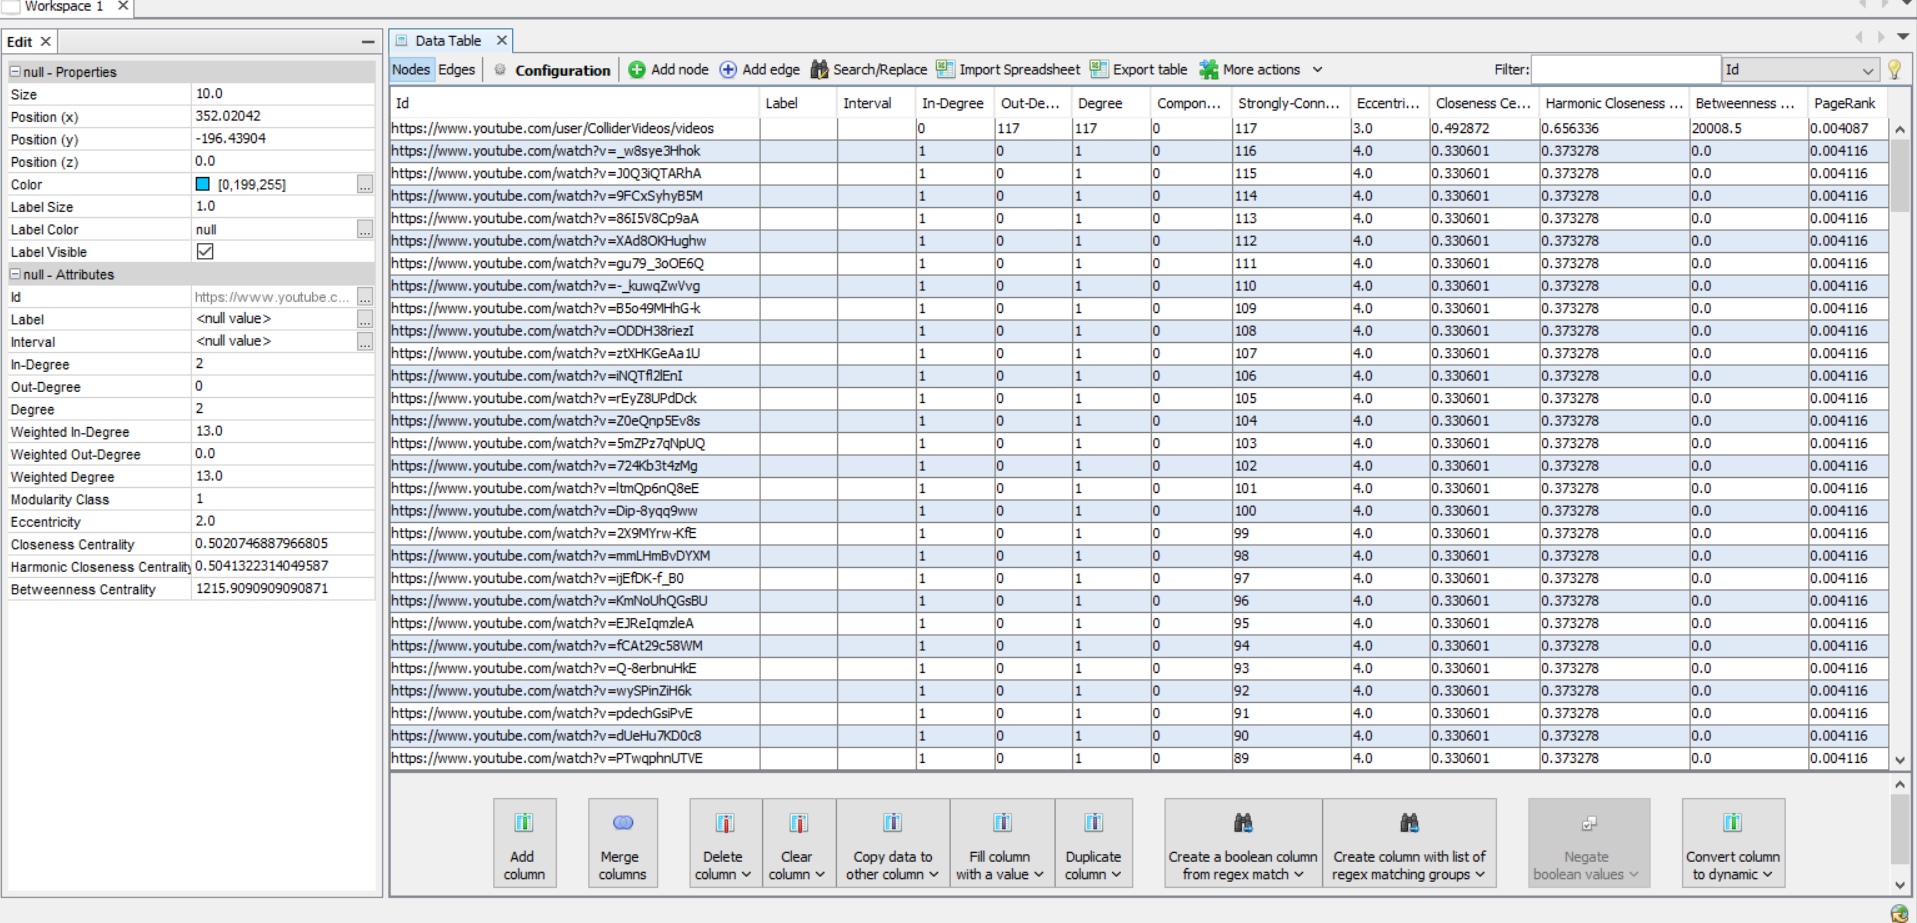 Workspace 1
Edit
Data Table
Nodes Edges Configuration Add node Add edge Search/Replace Import Spreadsheet Export table More actions Filter: Id
null - Properties
Size 10.0
Position (x) 352.02042
Position (y) -196.43904
Position (z) 0.0
Color [0,199,255] ...
Label Size 1.0
Label Color null ...
Label Visible
null - Attributes
Id https://www.youtube.c... ...
Label <null value> ...
Interval <null value> ...
In-Degree 2
Out-Degree 0
Degree 2
Weighted In-Degree 13.0
Weighted Out-Degree 0.0
Weighted Degree 13.0
Modularity Class 1
Eccentricity 2.0
Closeness Centrality 0.5020746887966805
Harmonic Closeness Centrality 0.5041322314049587
Betweenness Centrality 1215.9090909090871
Id Label Interval In-Degree Out-De... Degree Compon... Strongly-Conn... Eccentri... Closeness Ce... Harmonic Closeness ... Betweenness ... PageRank
https://www.youtube.com/user/ColliderVideos/videos 0 117 117 0 117 3.0 0.492872 0.656336 20008.5 0.004087
https://www.youtube.com/watch?v=_w8sye3Hhok 1 0 1 0 116 4.0 0.330601 0.373278 0.0 0.004116
https://www.youtube.com/watch?v=J0Q3iQTARhA 1 0 1 0 115 4.0 0.330601 0.373278 0.0 0.004116
https://www.youtube.com/watch?v=9FCxSyhyB5M 1 0 1 0 114 4.0 0.330601 0.373278 0.0 0.004116
https://www.youtube.com/watch?v=86I5V8Cp9aA 1 0 1 0 113 4.0 0.330601 0.373278 0.0 0.004116
https://www.youtube.com/watch?v=XAd8OKHughw 1 0 1 0 112 4.0 0.330601 0.373278 0.0 0.004116
https://www.youtube.com/watch?v=gu79_3oOE6Q 1 0 1 0 111 4.0 0.330601 0.373278 0.0 0.004116
https://www.youtube.com/watch?v=-_kuwqZwVvg 1 0 1 0 110 4.0 0.330601 0.373278 0.0 0.004116
https://www.youtube.com/watch?v=B5o49MHhG-k 1 0 1 0 109 4.0 0.330601 0.373278 0.0 0.004116
https://www.youtube.com/watch?v=ODDH38riezI 1 0 1 0 108 4.0 0.330601 0.373278 0.0 0.004116
https://www.youtube.com/watch?v=ztXHKGeAa1U 1 0 1 0 107 4.0 0.330601 0.373278 0.0 0.004116
https://www.youtube.com/watch?v=iNQTfl2lEnI 1 0 1 0 106 4.0 0.330601 0.373278 0.0 0.004116
https://www.youtube.com/watch?v=rEyZ8UPdDck 1 0 1 0 105 4.0 0.330601 0.373278 0.0 0.004116
https://www.youtube.com/watch?v=Z0eQnp5Ev8s 1 0 1 0 104 4.0 0.330601 0.373278 0.0 0.004116
https://www.youtube.com/watch?v=5mZPz7qNpUQ 1 0 1 0 103 4.0 0.330601 0.373278 0.0 0.004116
https://www.youtube.com/watch?v=724Kb3t4zMg 1 0 1 0 102 4.0 0.330601 0.373278 0.0 0.004116
https://www.youtube.com/watch?v=ltmQp6nQ8eE 1 0 1 0 101 4.0 0.330601 0.373278 0.0 0.004116
https://www.youtube.com/watch?v=Dip-8yqq9ww 1 0 1 0 100 4.0 0.330601 0.373278 0.0 0.004116
https://www.youtube.com/watch?v=2X9MYrw-KfE 1 0 1 0 99 4.0 0.330601 0.373278 0.0 0.004116
https://www.youtube.com/watch?v=mmLHmBvDYXM 1 0 1 0 98 4.0 0.330601 0.373278 0.0 0.004116
https://www.youtube.com/watch?v=ijEfDK-f_B0 1 0 1 0 97 4.0 0.330601 0.373278 0.0 0.004116
https://www.youtube.com/watch?v=KmNoUhQGsBU 1 0 1 0 96 4.0 0.330601 0.373278 0.0 0.004116
https://www.youtube.com/watch?v=EJReIqmzleA 1 0 1 0 95 4.0 0.330601 0.373278 0.0 0.004116
https://www.youtube.com/watch?v=fCAt29c58WM 1 0 1 0 94 4.0 0.330601 0.373278 0.0 0.004116
https://www.youtube.com/watch?v=Q-8erbnuHkE 1 0 1 0 93 4.0 0.330601 0.373278 0.0 0.004116
https://www.youtube.com/watch?v=wySPinZiH6k 1 0 1 0 92 4.0 0.330601 0.373278 0.0 0.004116
https://www.youtube.com/watch?v=pdechGsiPvE 1 0 1 0 91 4.0 0.330601 0.373278 0.0 0.004116
https://www.youtube.com/watch?v=dUeHu7KD0c8 1 0 1 0 90 4.0 0.330601 0.373278 0.0 0.004116
https://www.youtube.com/watch?v=PTwqphnUTVE 1 0 1 0 89 4.0 0.330601 0.373278 0.0 0.004116
Add column
Merge columns
Delete column
Clear column
Copy data to other column
Fill column with a value
Duplicate column
Create a boolean column from regex match
Create column with list of regex matching groups
Negate boolean values
Convert column to dynamic